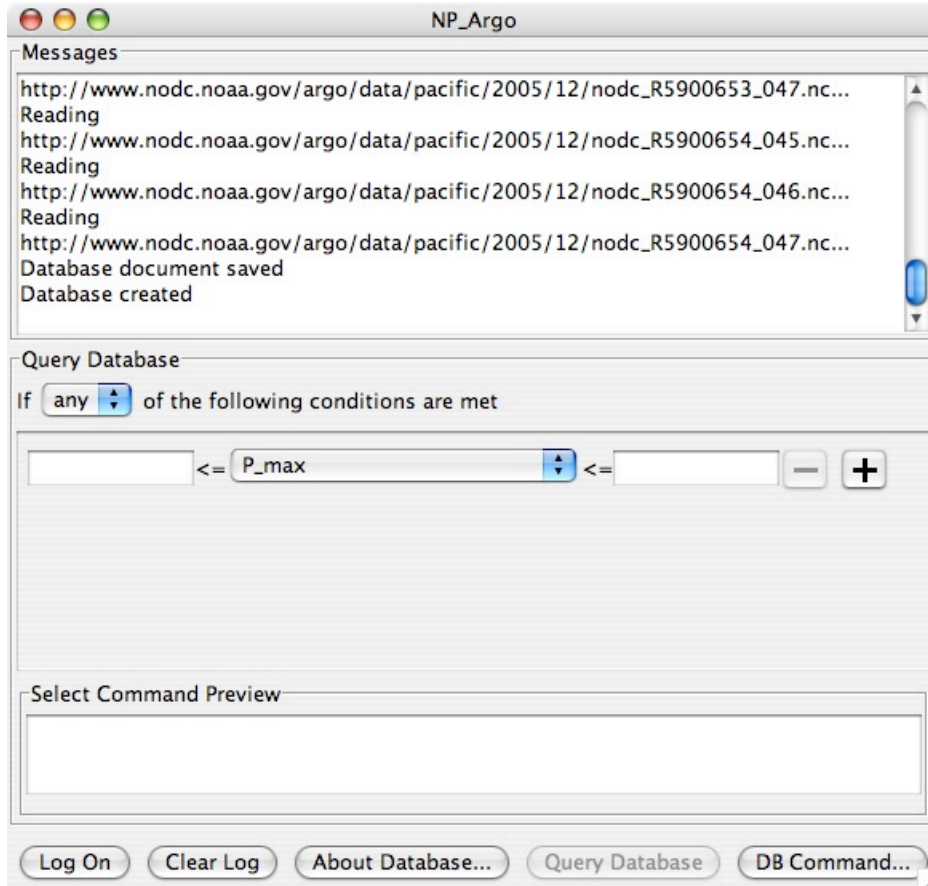 NP_Argo
Messages
http://www.nodc.noaa.gov/argo/data/pacific/2005/12/nodc_R5900653_047.nc...
Reading
http://www.nodc.noaa.gov/argo/data/pacific/2005/12/nodc_R5900654_045.nc...
Reading
http://www.nodc.noaa.gov/argo/data/pacific/2005/12/nodc_R5900654_046.nc...
Reading
http://www.nodc.noaa.gov/argo/data/pacific/2005/12/nodc_R5900654_047.nc...
Database document saved
Database created
Query Database
If any of the following conditions are met
<= P_max <= − +
Select Command Preview
Log On Clear Log About Database... Query Database DB Command...